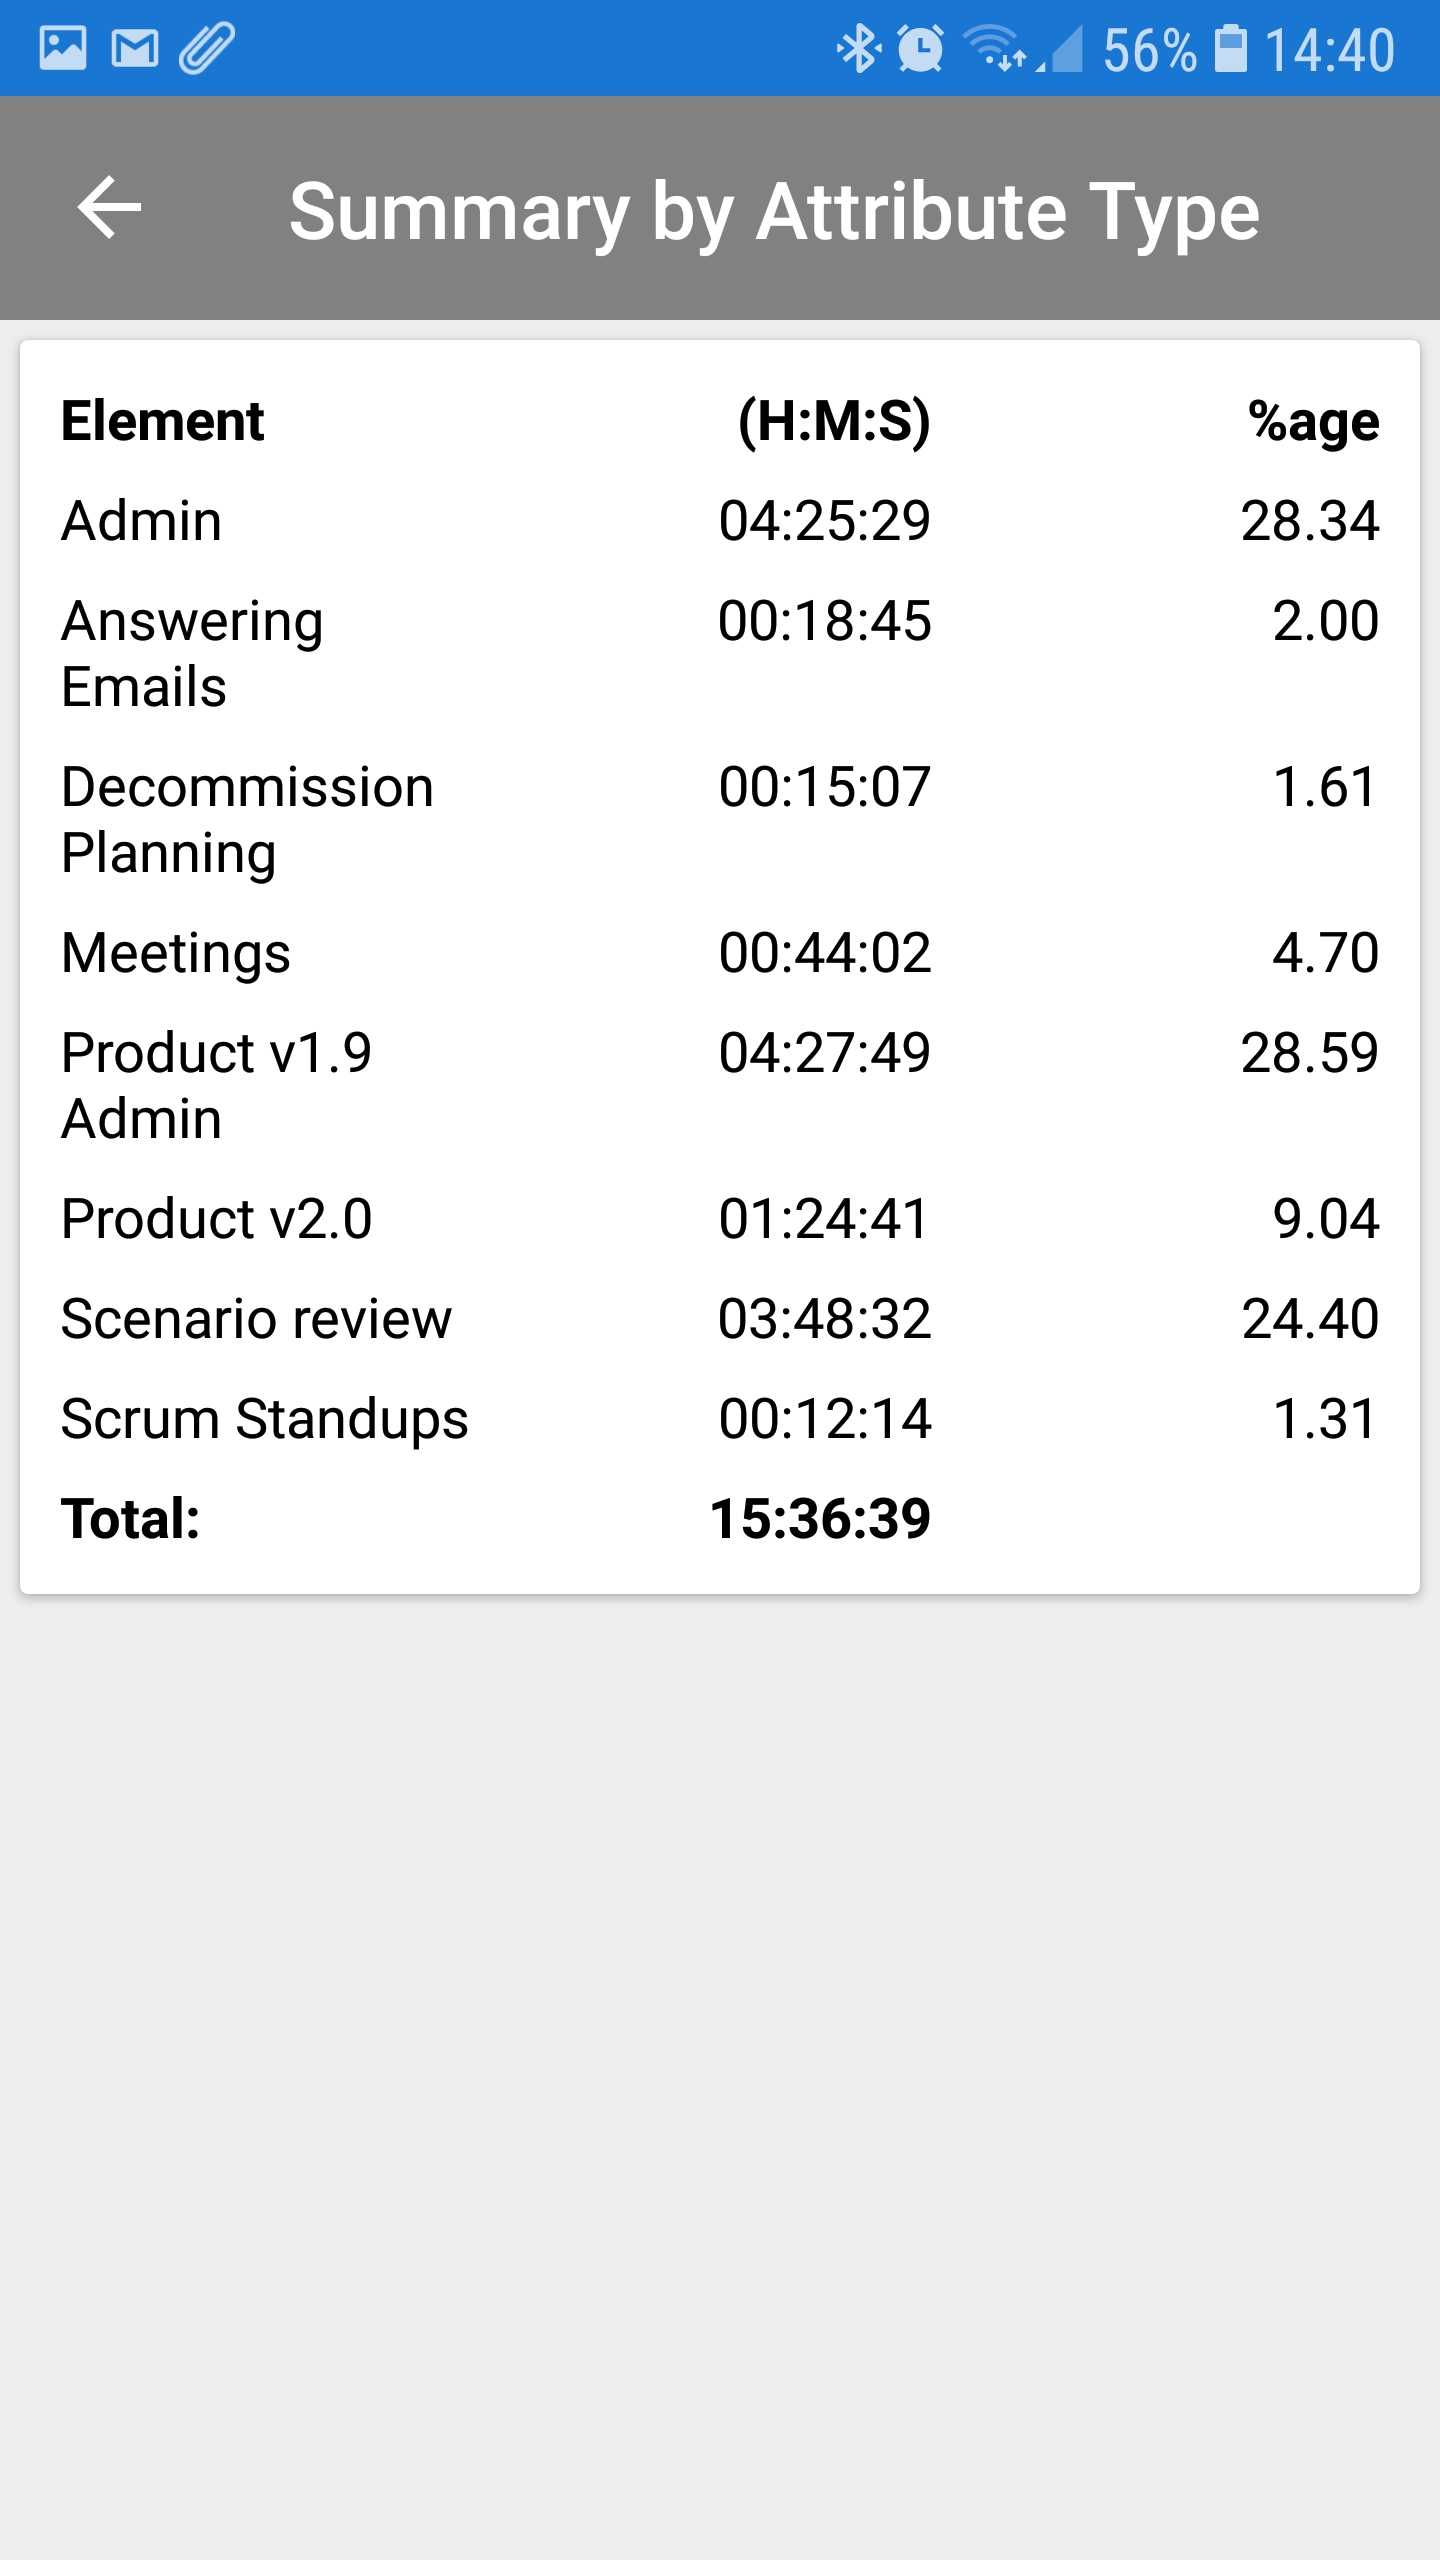 56% 14:40
Summary by Attribute Type
Element (H:M:S) %age
Admin 04:25:29 28.34
Answering 00:18:45 2.00
Emails
Decommission 00:15:07 1.61
Planning
Meetings 00:44:02 4.70
Product v1.9 04:27:49 28.59
Admin
Product v2.0 01:24:41 9.04
Scenario review 03:48:32 24.40
Scrum Standups 00:12:14 1.31
Total: 15:36:39